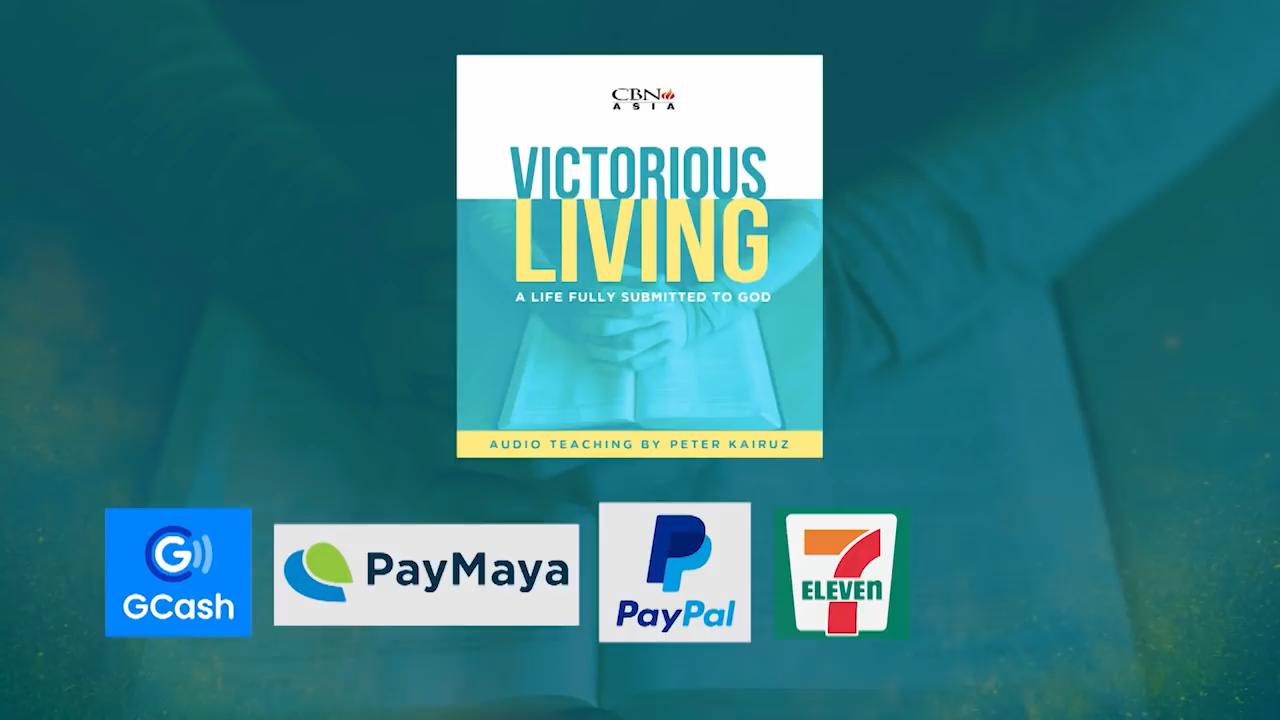 CBN
ASIA
VICTORIOUS
LIVING
A LIFE FULLY SUBMITTED TO GOD
AUDIO TEACHING BY PETER KAIRUZ
G
GCash
PayMaya
PayPal
7
ELEVEN